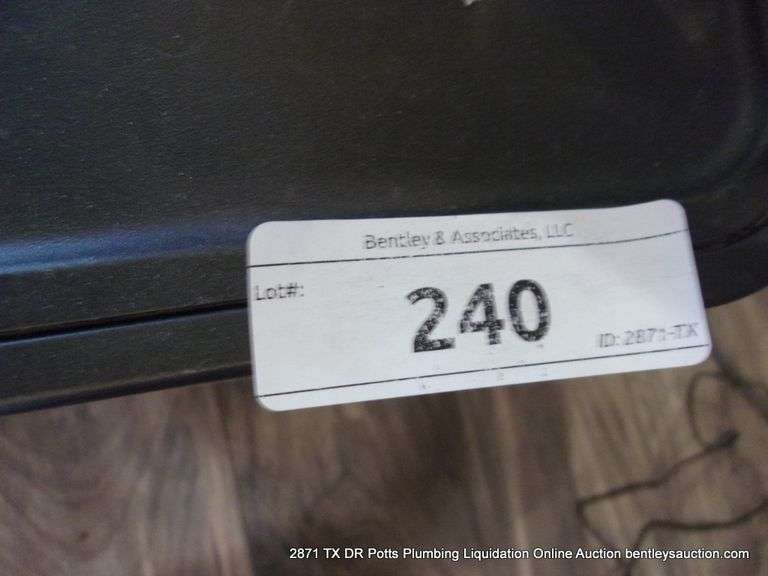 Bentley & Associates, LLC
Lot#:
240
ID: 2871-TX
2871 TX DR Potts Plumbing Liquidation Online Auction bentleysauction.com